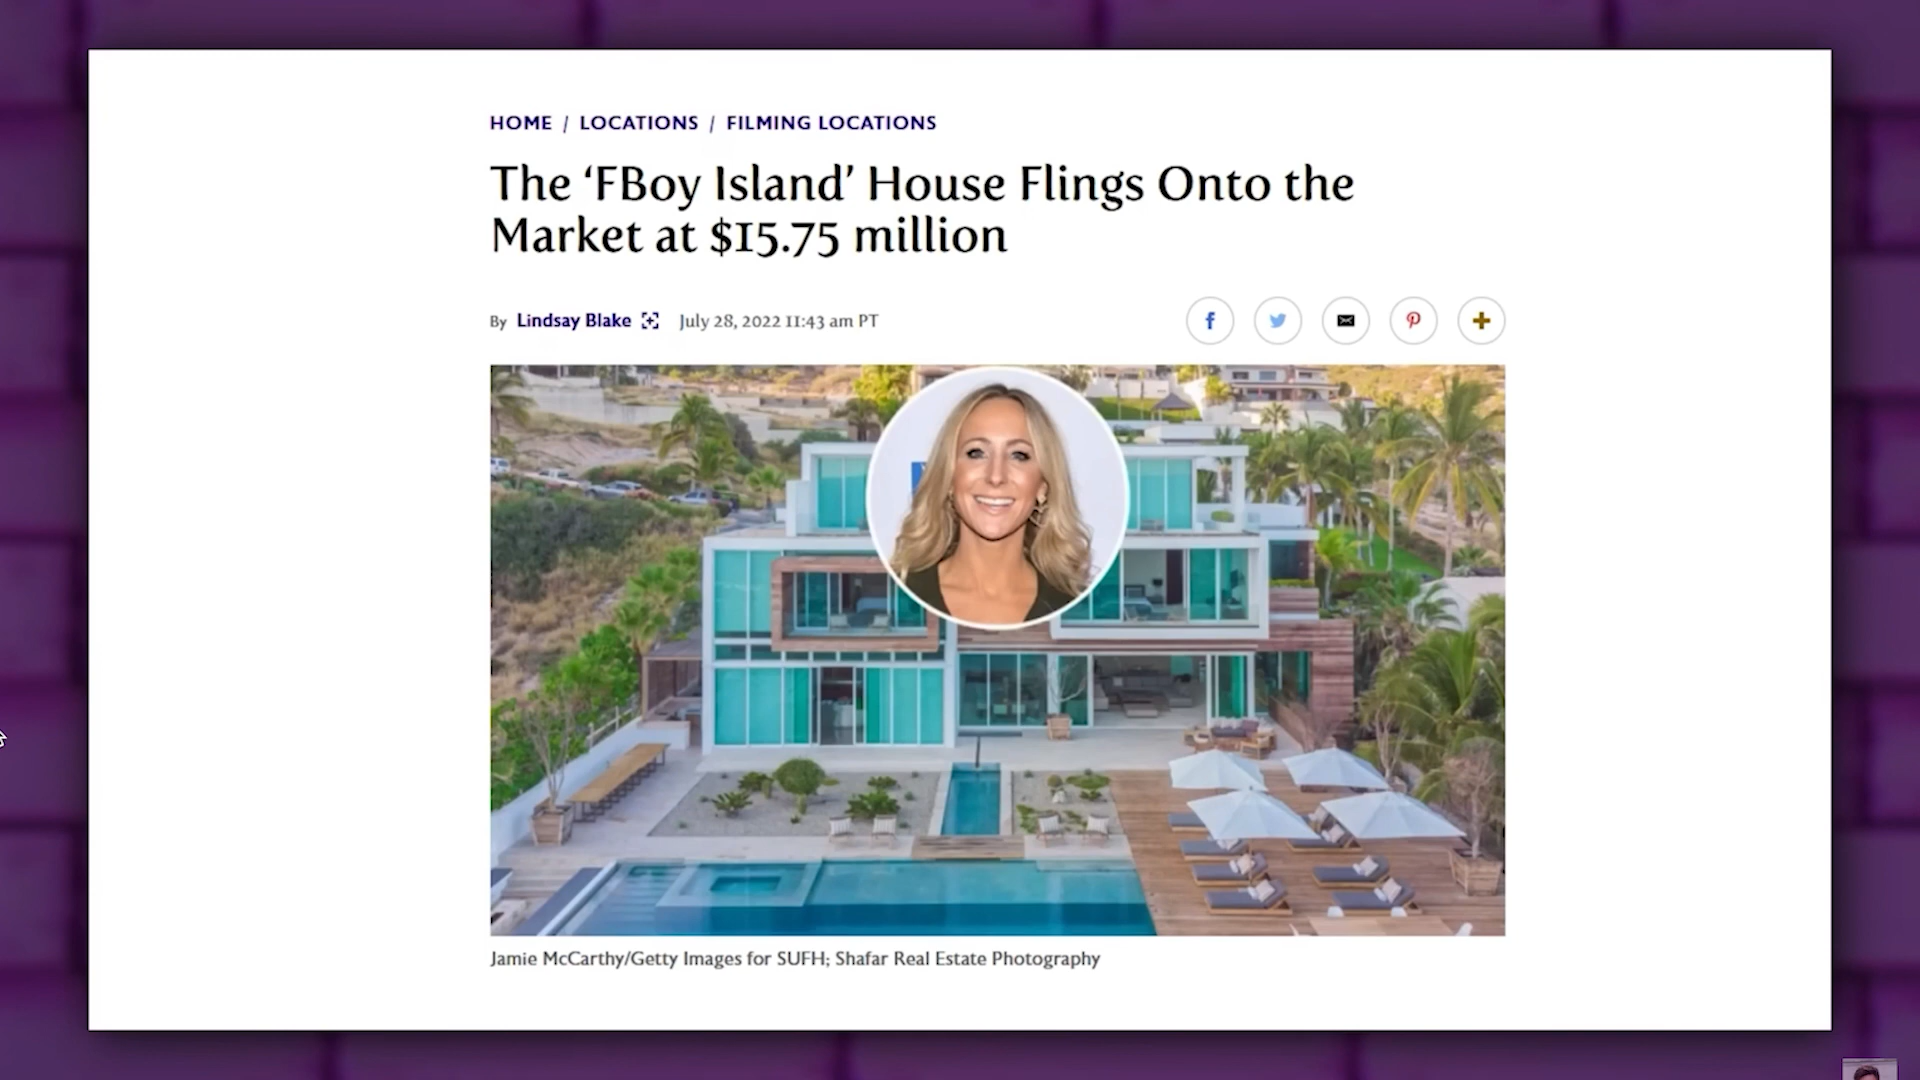 HOME / LOCATIONS / FILMING LOCATIONS
The ‘FBoy Island’ House Flings Onto the
Market at $15.75 million
By Lindsay Blake July 28, 2022 11:43 am PT
Jamie McCarthy/Getty Images for SUFH; Shafar Real Estate Photography